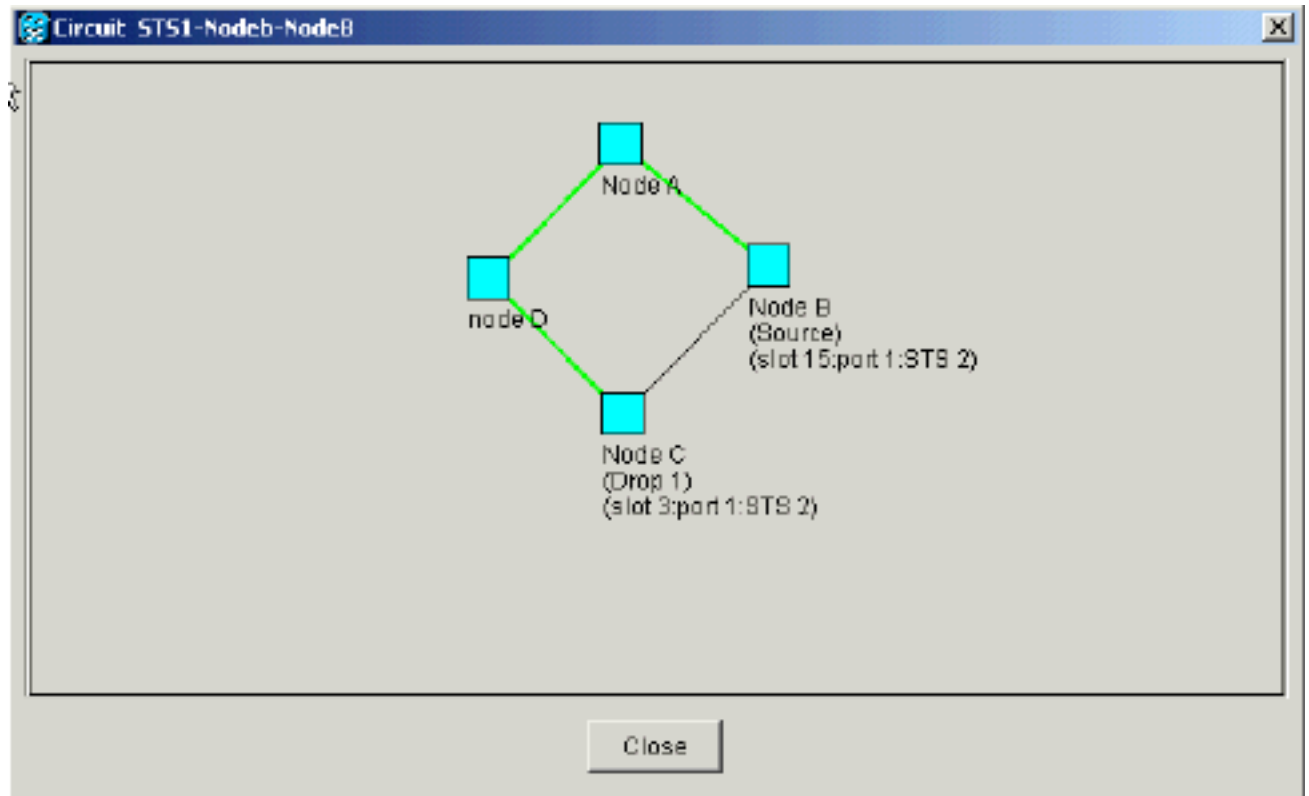 Circuit STS1-Nodeb-NodeB
Node A
node D
Node B
(Source)
(slot 15:port 1:STS 2)
Node C
(Drop 1)
(slot 3:port 1:STS 2)
Close